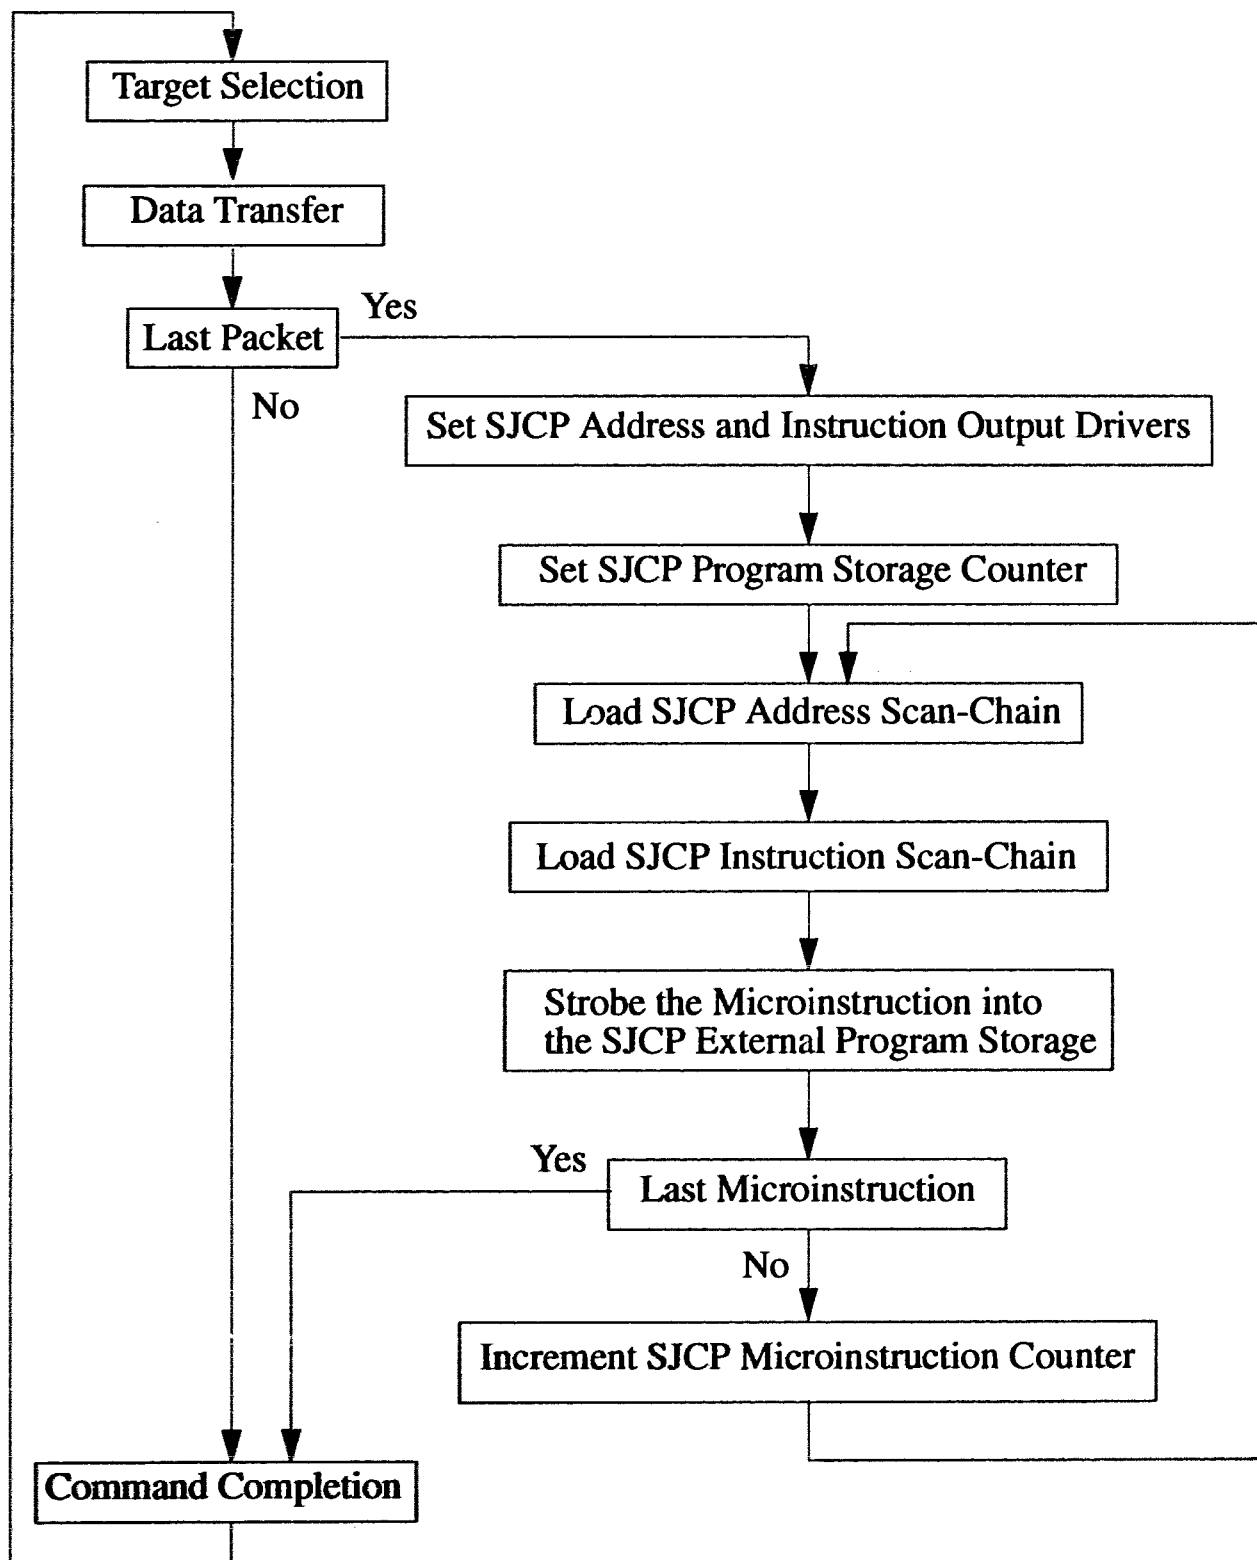 Target Selection
Data Transfer
Last Packet
Yes
No
Set SJCP Address and Instruction Output Drivers
Set SJCP Program Storage Counter
Load SJCP Address Scan-Chain
Load SJCP Instruction Scan-Chain
Strobe the Microinstruction into
the SJCP External Program Storage
Last Microinstruction
Yes
No
Increment SJCP Microinstruction Counter
Command Completion